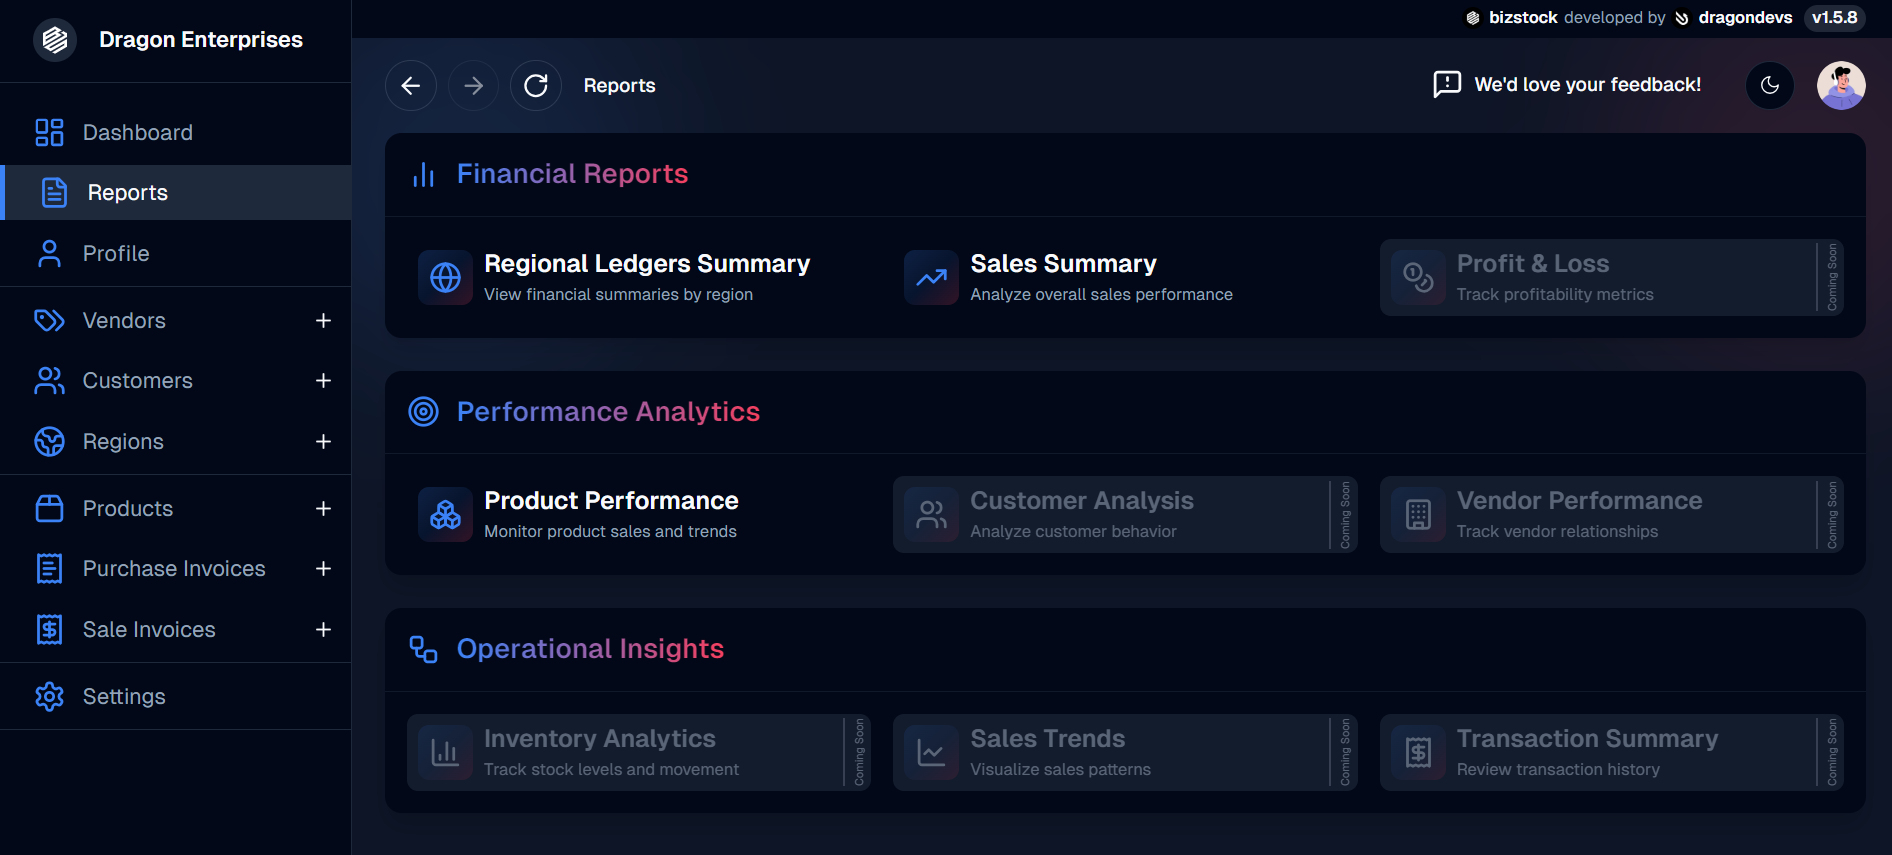 Dragon Enterprises
bizstock developed by dragondevs v1.5.8
Reports
We'd love your feedback!
Dashboard
Reports
Profile
Vendors
Customers
Regions
Products
Purchase Invoices
Sale Invoices
Settings
Financial Reports
Regional Ledgers Summary
View financial summaries by region
Sales Summary
Analyze overall sales performance
Profit & Loss
Track profitability metrics
Coming Soon
Performance Analytics
Product Performance
Monitor product sales and trends
Customer Analysis
Analyze customer behavior
Coming Soon
Vendor Performance
Track vendor relationships
Coming Soon
Operational Insights
Inventory Analytics
Track stock levels and movement
Coming Soon
Sales Trends
Visualize sales patterns
Coming Soon
Transaction Summary
Review transaction history
Coming Soon